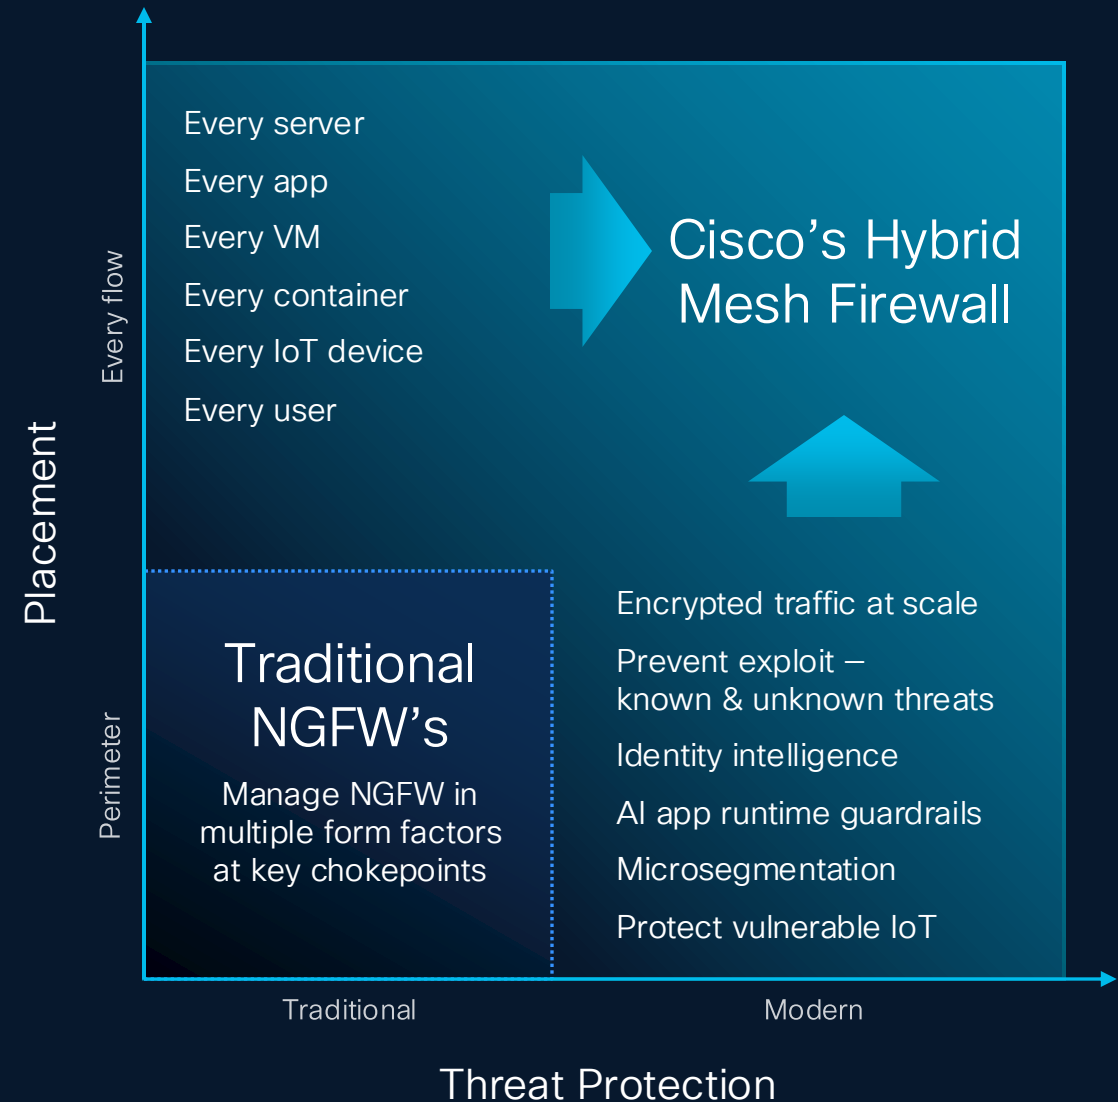 Every server
Every app
Every VM
Every container
Every IoT device
Every user
Cisco’s Hybrid
Mesh Firewall
Every flow
Placement
Perimeter
Traditional
NGFW’s
Manage NGFW in
multiple form factors
at key chokepoints
Encrypted traffic at scale
Prevent exploit –
known & unknown threats
Identity intelligence
AI app runtime guardrails
Microsegmentation
Protect vulnerable IoT
Traditional
Modern
Threat Protection